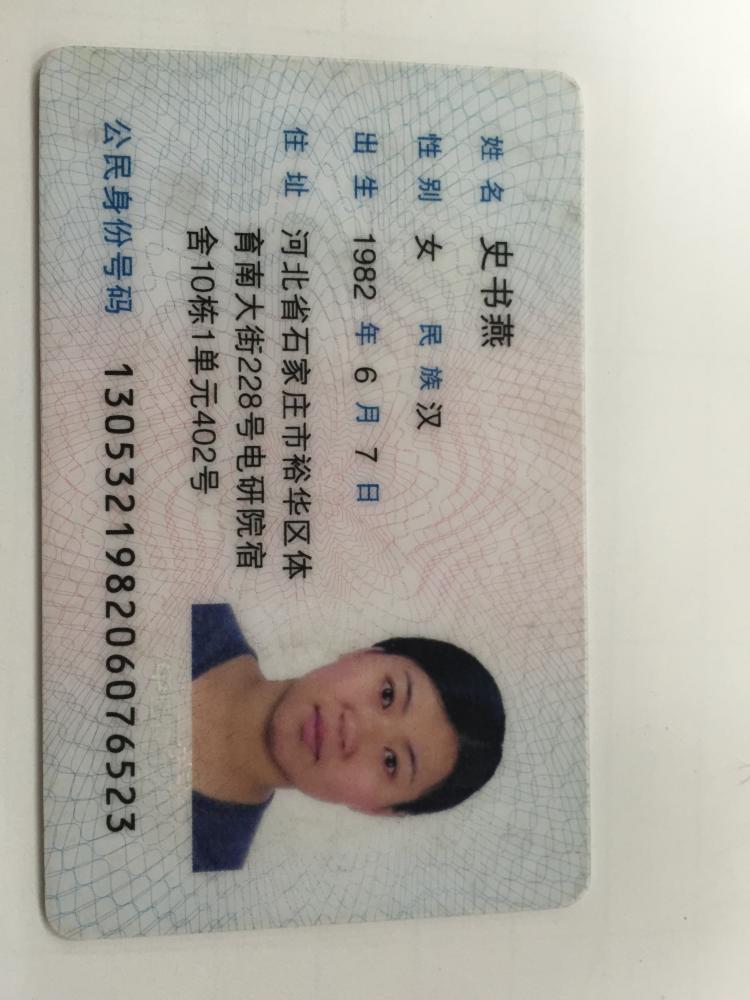 姓名 史书燕
性别 女 民族 汉
出生 1982 年 6 月 7 日
住址 河北省石家庄市裕华区体
育南大街228号电研院宿
舍10栋1单元402号
公民身份号码 130532198206076523